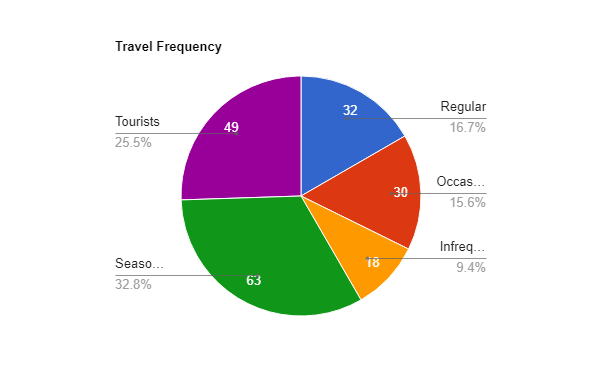 Travel Frequency
Regular
16.7%
Occas…
15.6%
Infreq…
9.4%
Seaso…
32.8%
Tourists
25.5%
32
30
18
63
49